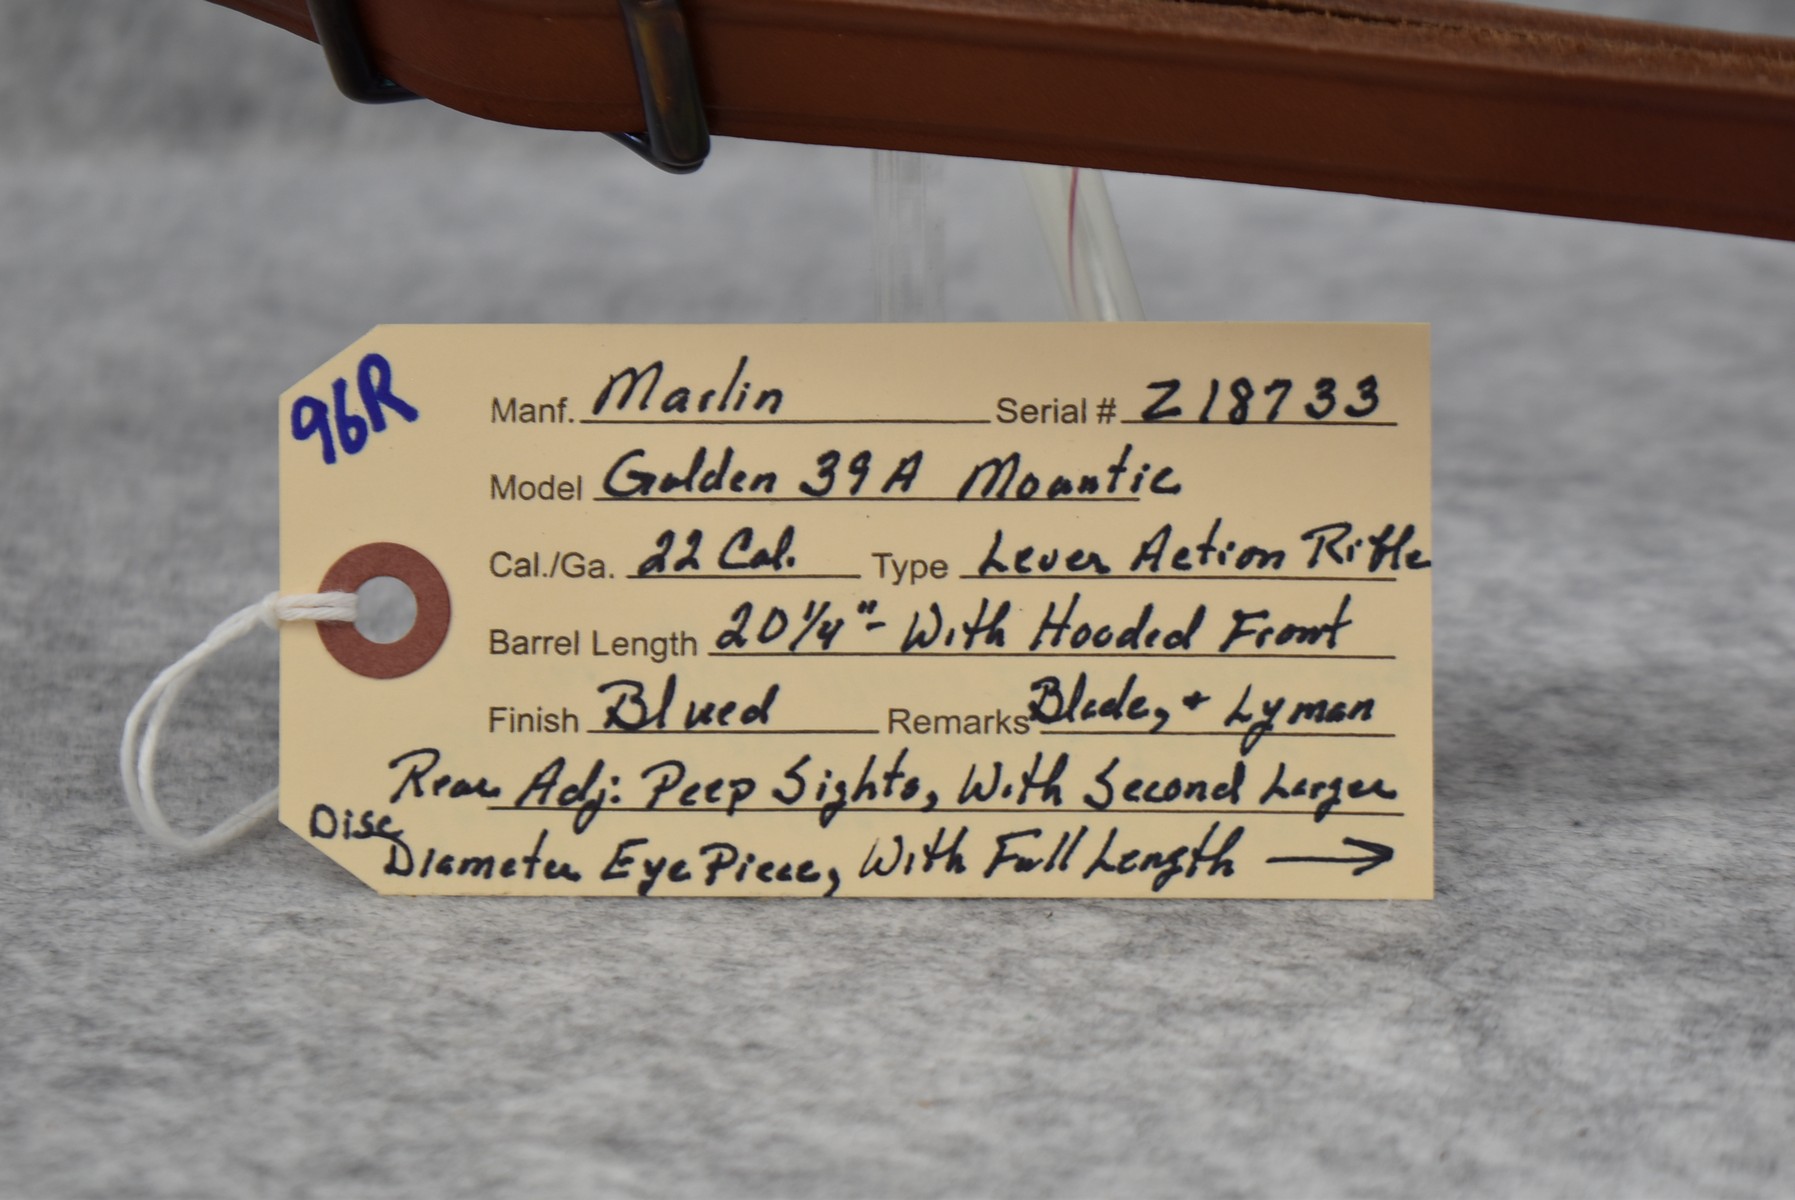 96R
Manf. Marlin Serial # Z18733
Model Golden 39A Mountie
Cal./Ga. 22 Cal. Type Lever Action Rifle
Barrel Length 20 1/4" - With Hooded Front
Finish Blued Remarks Blade, + Lyman
Rear Adj: Peep Sights, With Second Larger
Disc
Diameter Eye Piece, With Full Length →